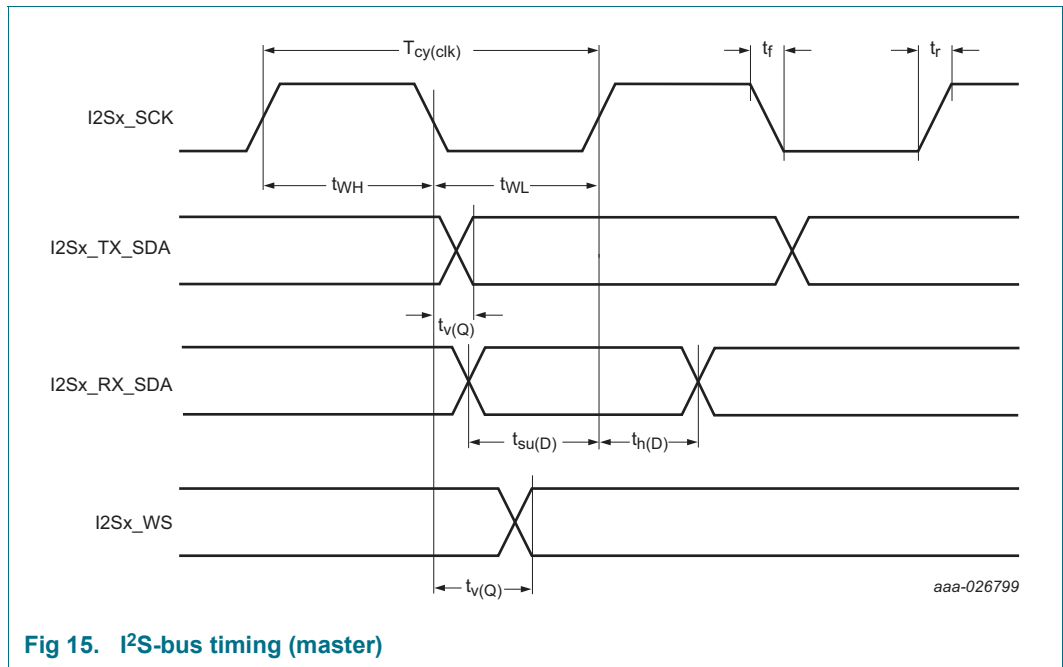 Tcy(clk)
tf
tr
I2Sx_SCK
tWH
tWL
I2Sx_TX_SDA
tv(Q)
I2Sx_RX_SDA
tsu(D)
th(D)
I2Sx_WS
tv(Q)
aaa-026799
Fig 15. I²S-bus timing (master)